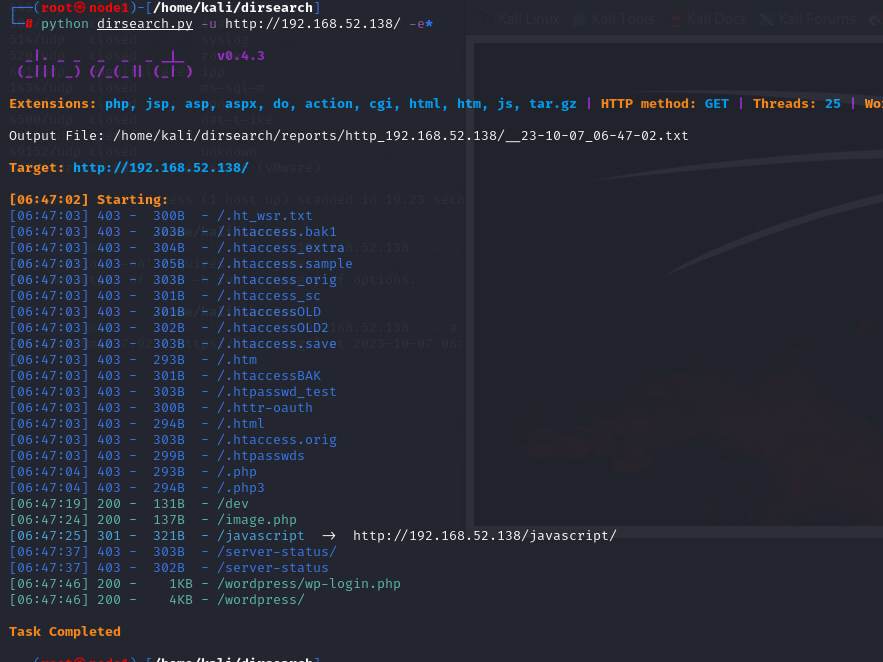 ┌──(root㉿node1)-[/home/kali/dirsearch]
└─# python dirsearch.py -u http://192.168.52.138/ -e*
v0.4.3
Extensions: php, jsp, asp, aspx, do, action, cgi, html, htm, js, tar.gz | HTTP method: GET | Threads: 25 | Wo
Output File: /home/kali/dirsearch/reports/http_192.168.52.138/__23-10-07_06-47-02.txt
Target: http://192.168.52.138/
[06:47:02] Starting:
[06:47:03] 403 - 300B - /.ht_wsr.txt
[06:47:03] 403 - 303B - /.htaccess.bak1
[06:47:03] 403 - 304B - /.htaccess_extra
[06:47:03] 403 - 305B - /.htaccess.sample
[06:47:03] 403 - 303B - /.htaccess_orig
[06:47:03] 403 - 301B - /.htaccess_sc
[06:47:03] 403 - 301B - /.htaccessOLD
[06:47:03] 403 - 302B - /.htaccessOLD2
[06:47:03] 403 - 303B - /.htaccess.save
[06:47:03] 403 - 293B - /.htm
[06:47:03] 403 - 301B - /.htaccessBAK
[06:47:03] 403 - 303B - /.htpasswd_test
[06:47:03] 403 - 300B - /.httr-oauth
[06:47:03] 403 - 294B - /.html
[06:47:03] 403 - 303B - /.htaccess.orig
[06:47:03] 403 - 299B - /.htpasswds
[06:47:04] 403 - 293B - /.php
[06:47:04] 403 - 294B - /.php3
[06:47:19] 200 - 131B - /dev
[06:47:24] 200 - 137B - /image.php
[06:47:25] 301 - 321B - /javascript -> http://192.168.52.138/javascript/
[06:47:37] 403 - 303B - /server-status/
[06:47:37] 403 - 302B - /server-status
[06:47:46] 200 - 1KB - /wordpress/wp-login.php
[06:47:46] 200 - 4KB - /wordpress/
Task Completed
(root㉿node1)-[/home/kali/dirsearch]
Kali Linux Kali Tools Kali Docs Kali Forums